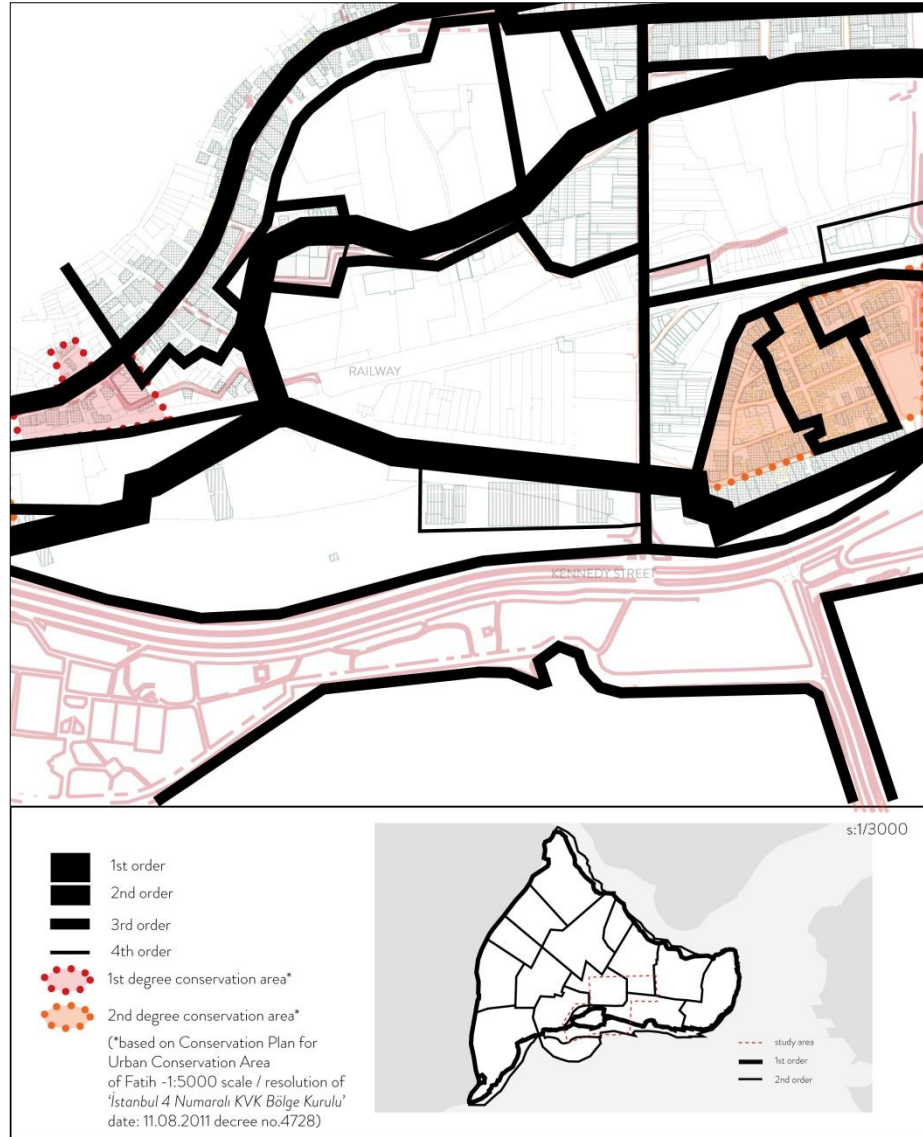 RAILWAY
KENNEDY STREET
s:1/3000
1st order
2nd order
3rd order
4th order
1st degree conservation area*
2nd degree conservation area*
(*based on Conservation Plan for
Urban Conservation Area
of Fatih -1:5000 scale / resolution of
‘İstanbul 4 Numaralı KVK Bölge Kurulu’
date: 11.08.2011 decree no.4728)
study area
1st order
2nd order